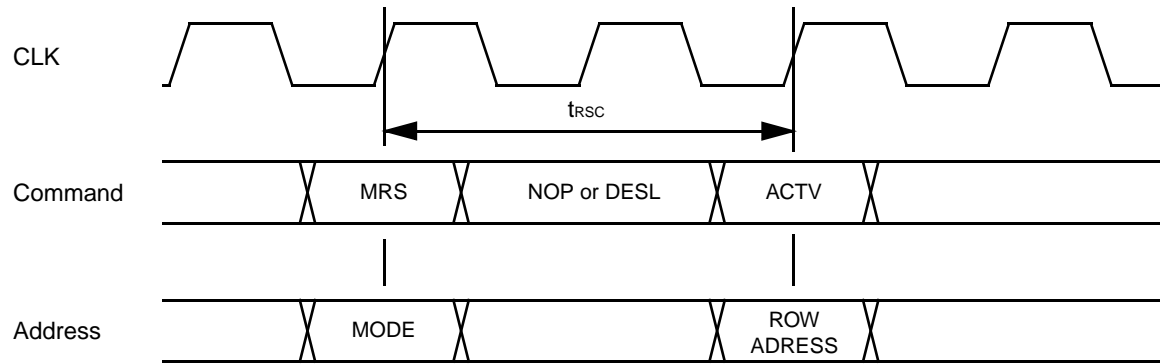 CLK
tRSC
Command
MRS
NOP or DESL
ACTV
Address
MODE
ROW
ADRESS